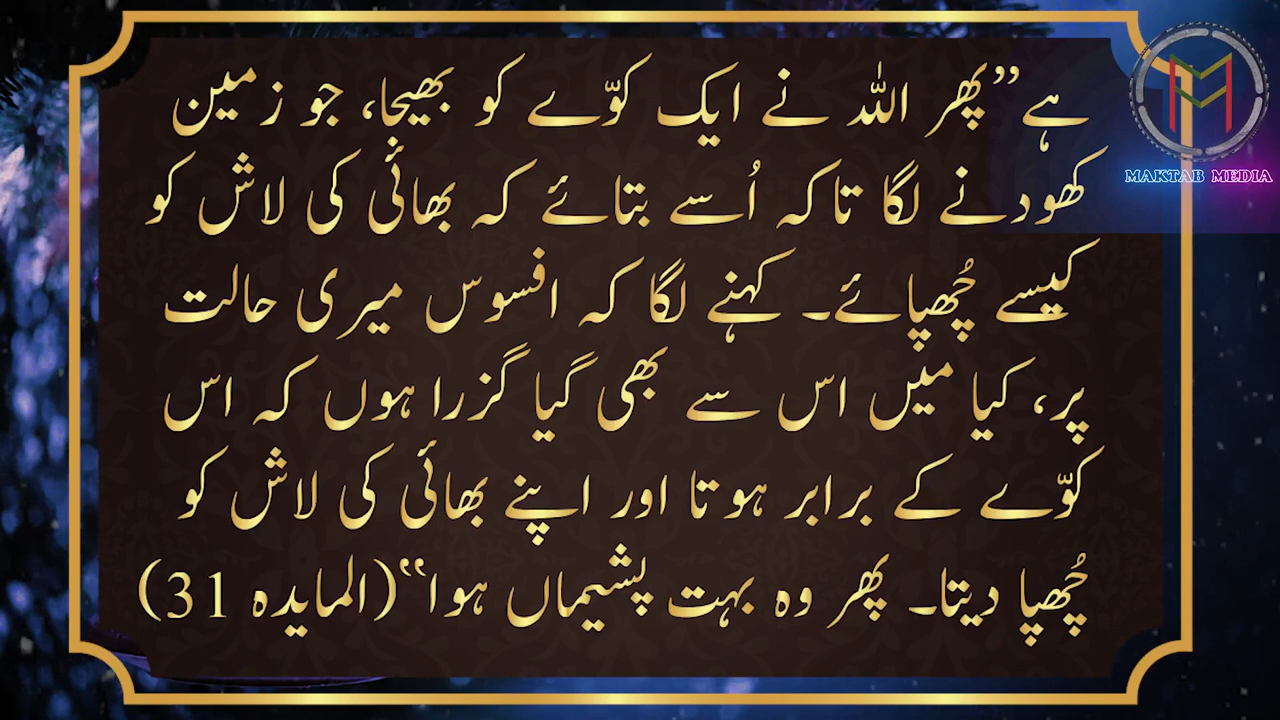 ہے”پھر اللہ نے ایک کوّے کو بھیجا، جو زمین
کھودنے لگا تاکہ اُسے بتائے کہ بھائی کی لاش کو
کیسے چُھپائے۔ کہنے لگا کہ افسوس میری حالت
پر، کیا میں اس سے بھی گیا گزرا ہوں کہ اس
کوّے کے برابر ہوتا اور اپنے بھائی کی لاش کو
چُھپا دیتا۔ پھر وہ بہت پشیماں ہوا“(المایدہ 31)
MAKTAB MEDIA